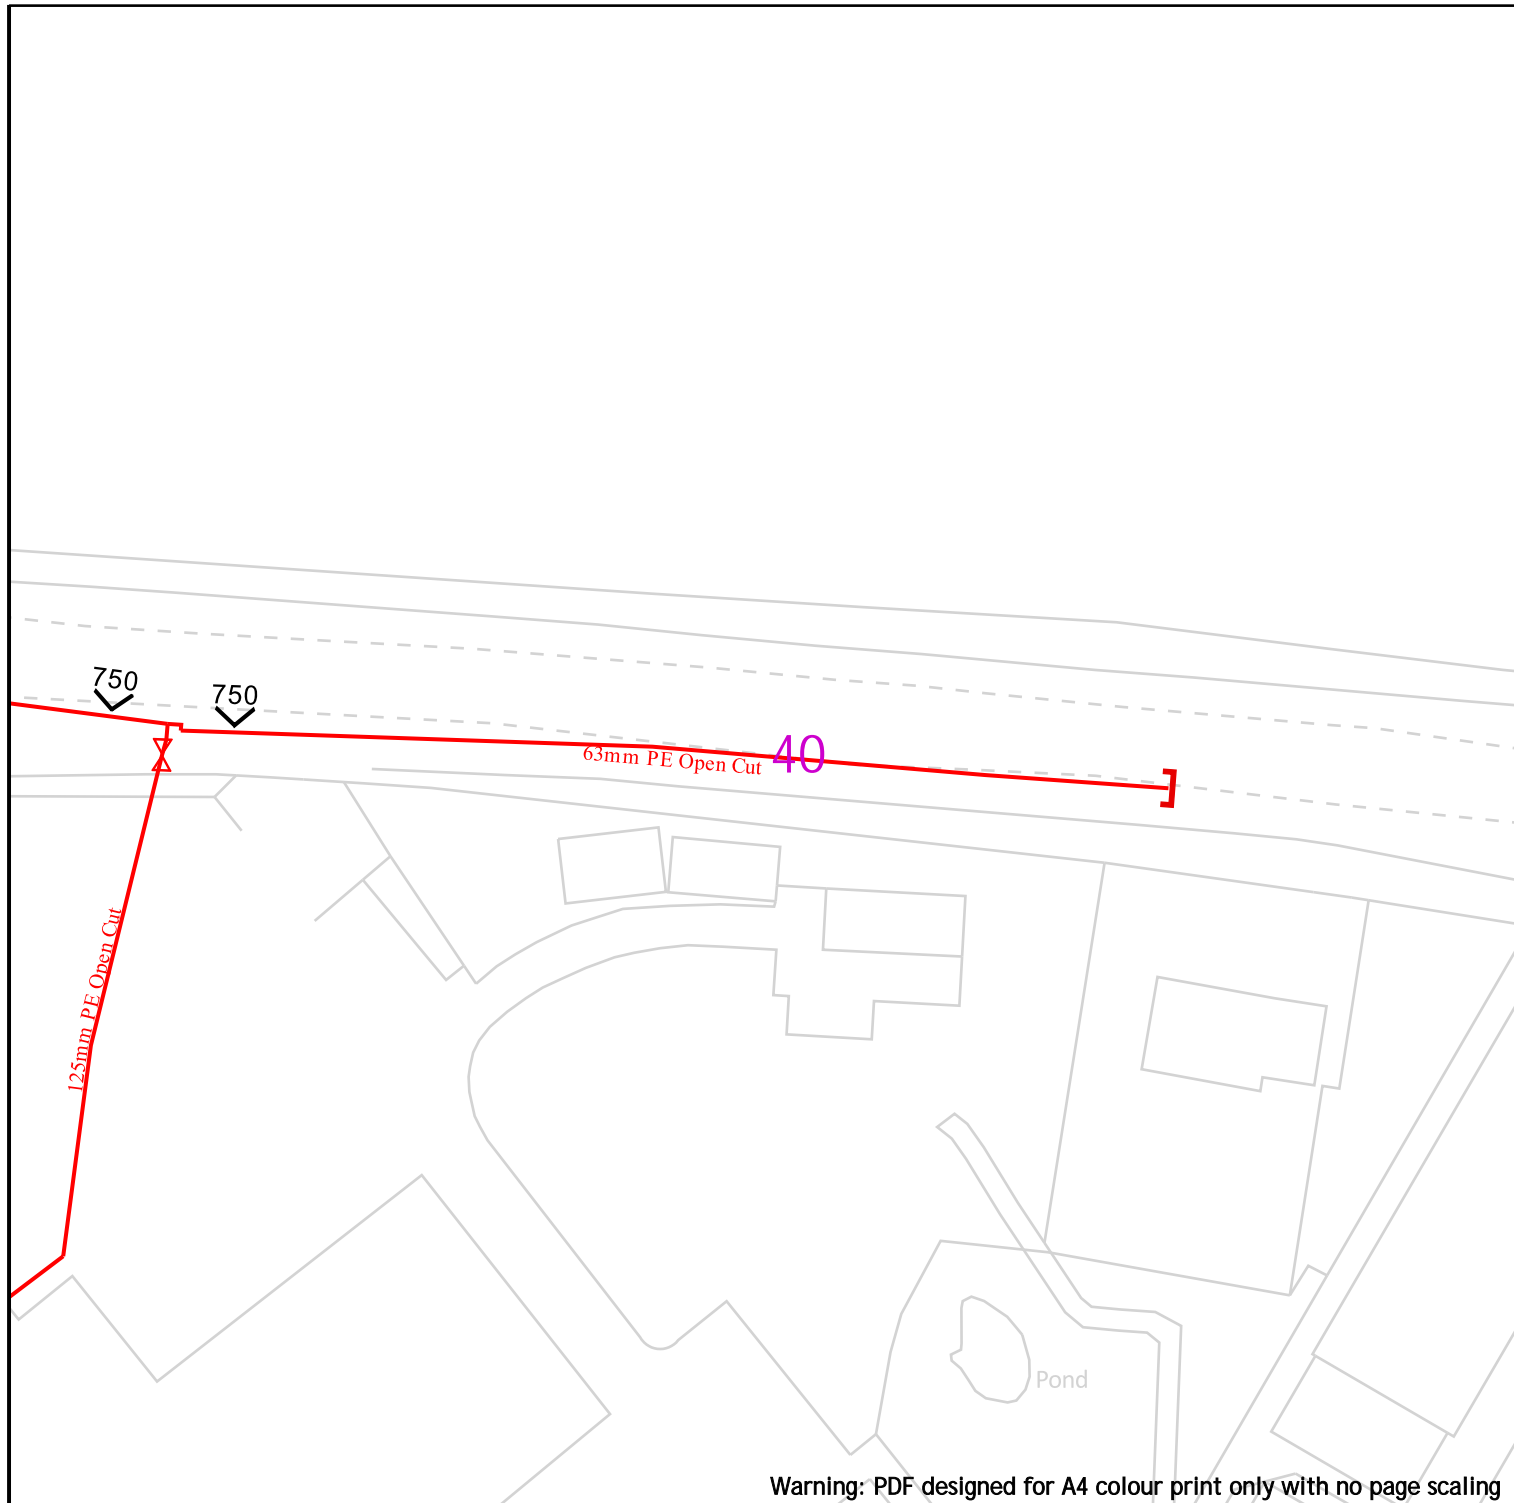 750
750
63mm PE Open Cut
40
125mm PE Open Cut
Pond
Warning: PDF designed for A4 colour print only with no page scaling